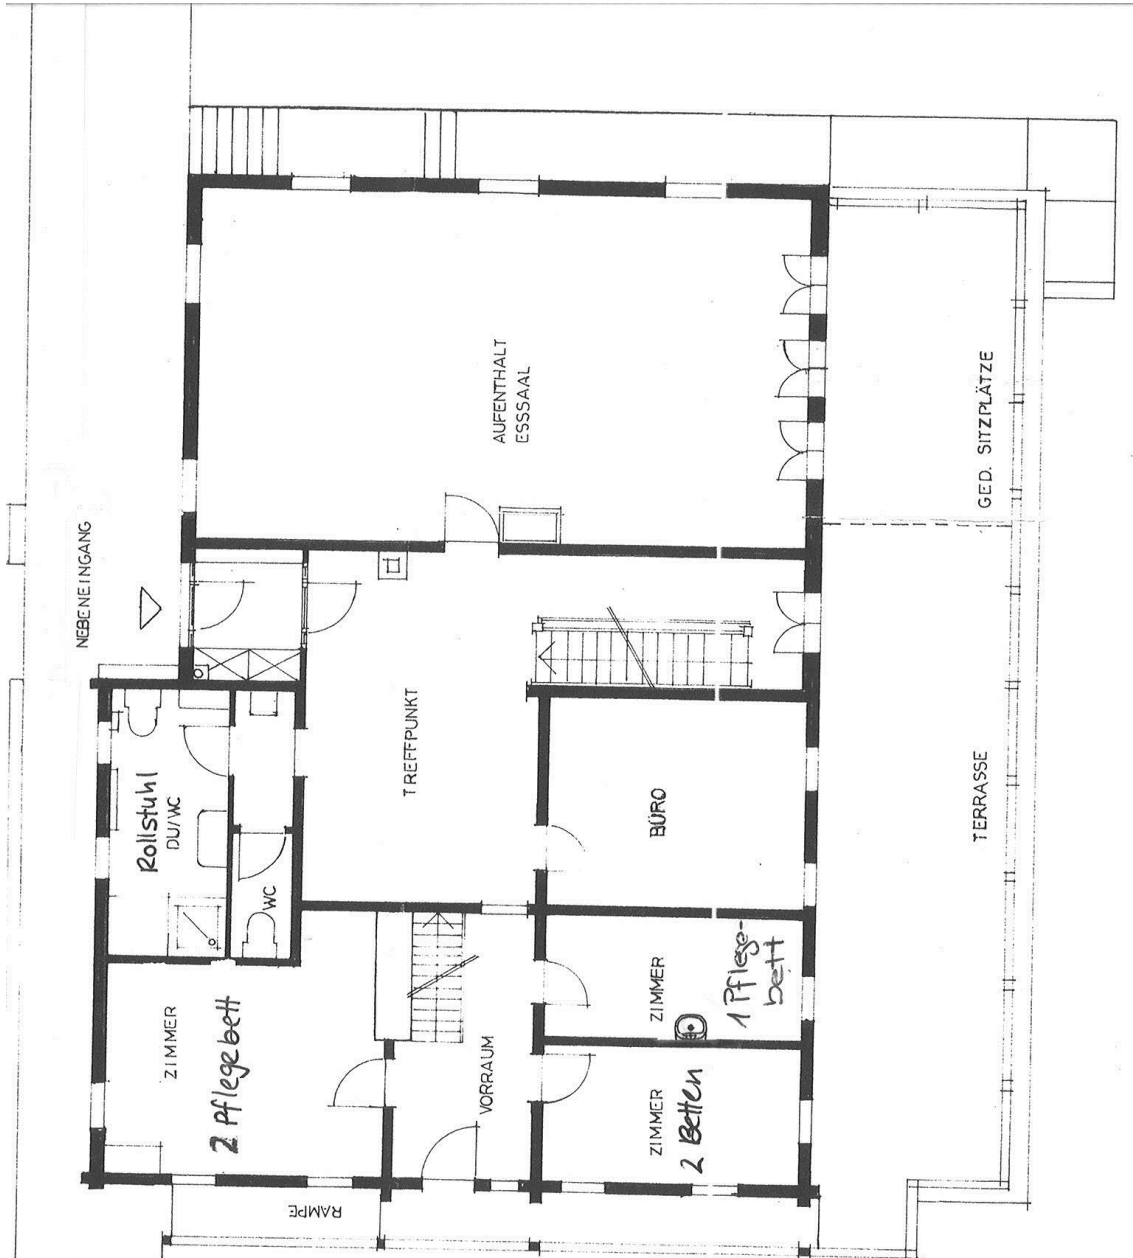 AUFENTHALT
ESSSAAL
GED. SITZPLÄTZE
NEBENEINGANG
TREFFPUNKT
TERRASSE
Rollstuhl
DU/WC
WC
BÜRO
ZIMMER
2 Pflegebett
VORRAUM
ZIMMER
1 Pflege-
bett
ZIMMER
2 Betten
RAMPE